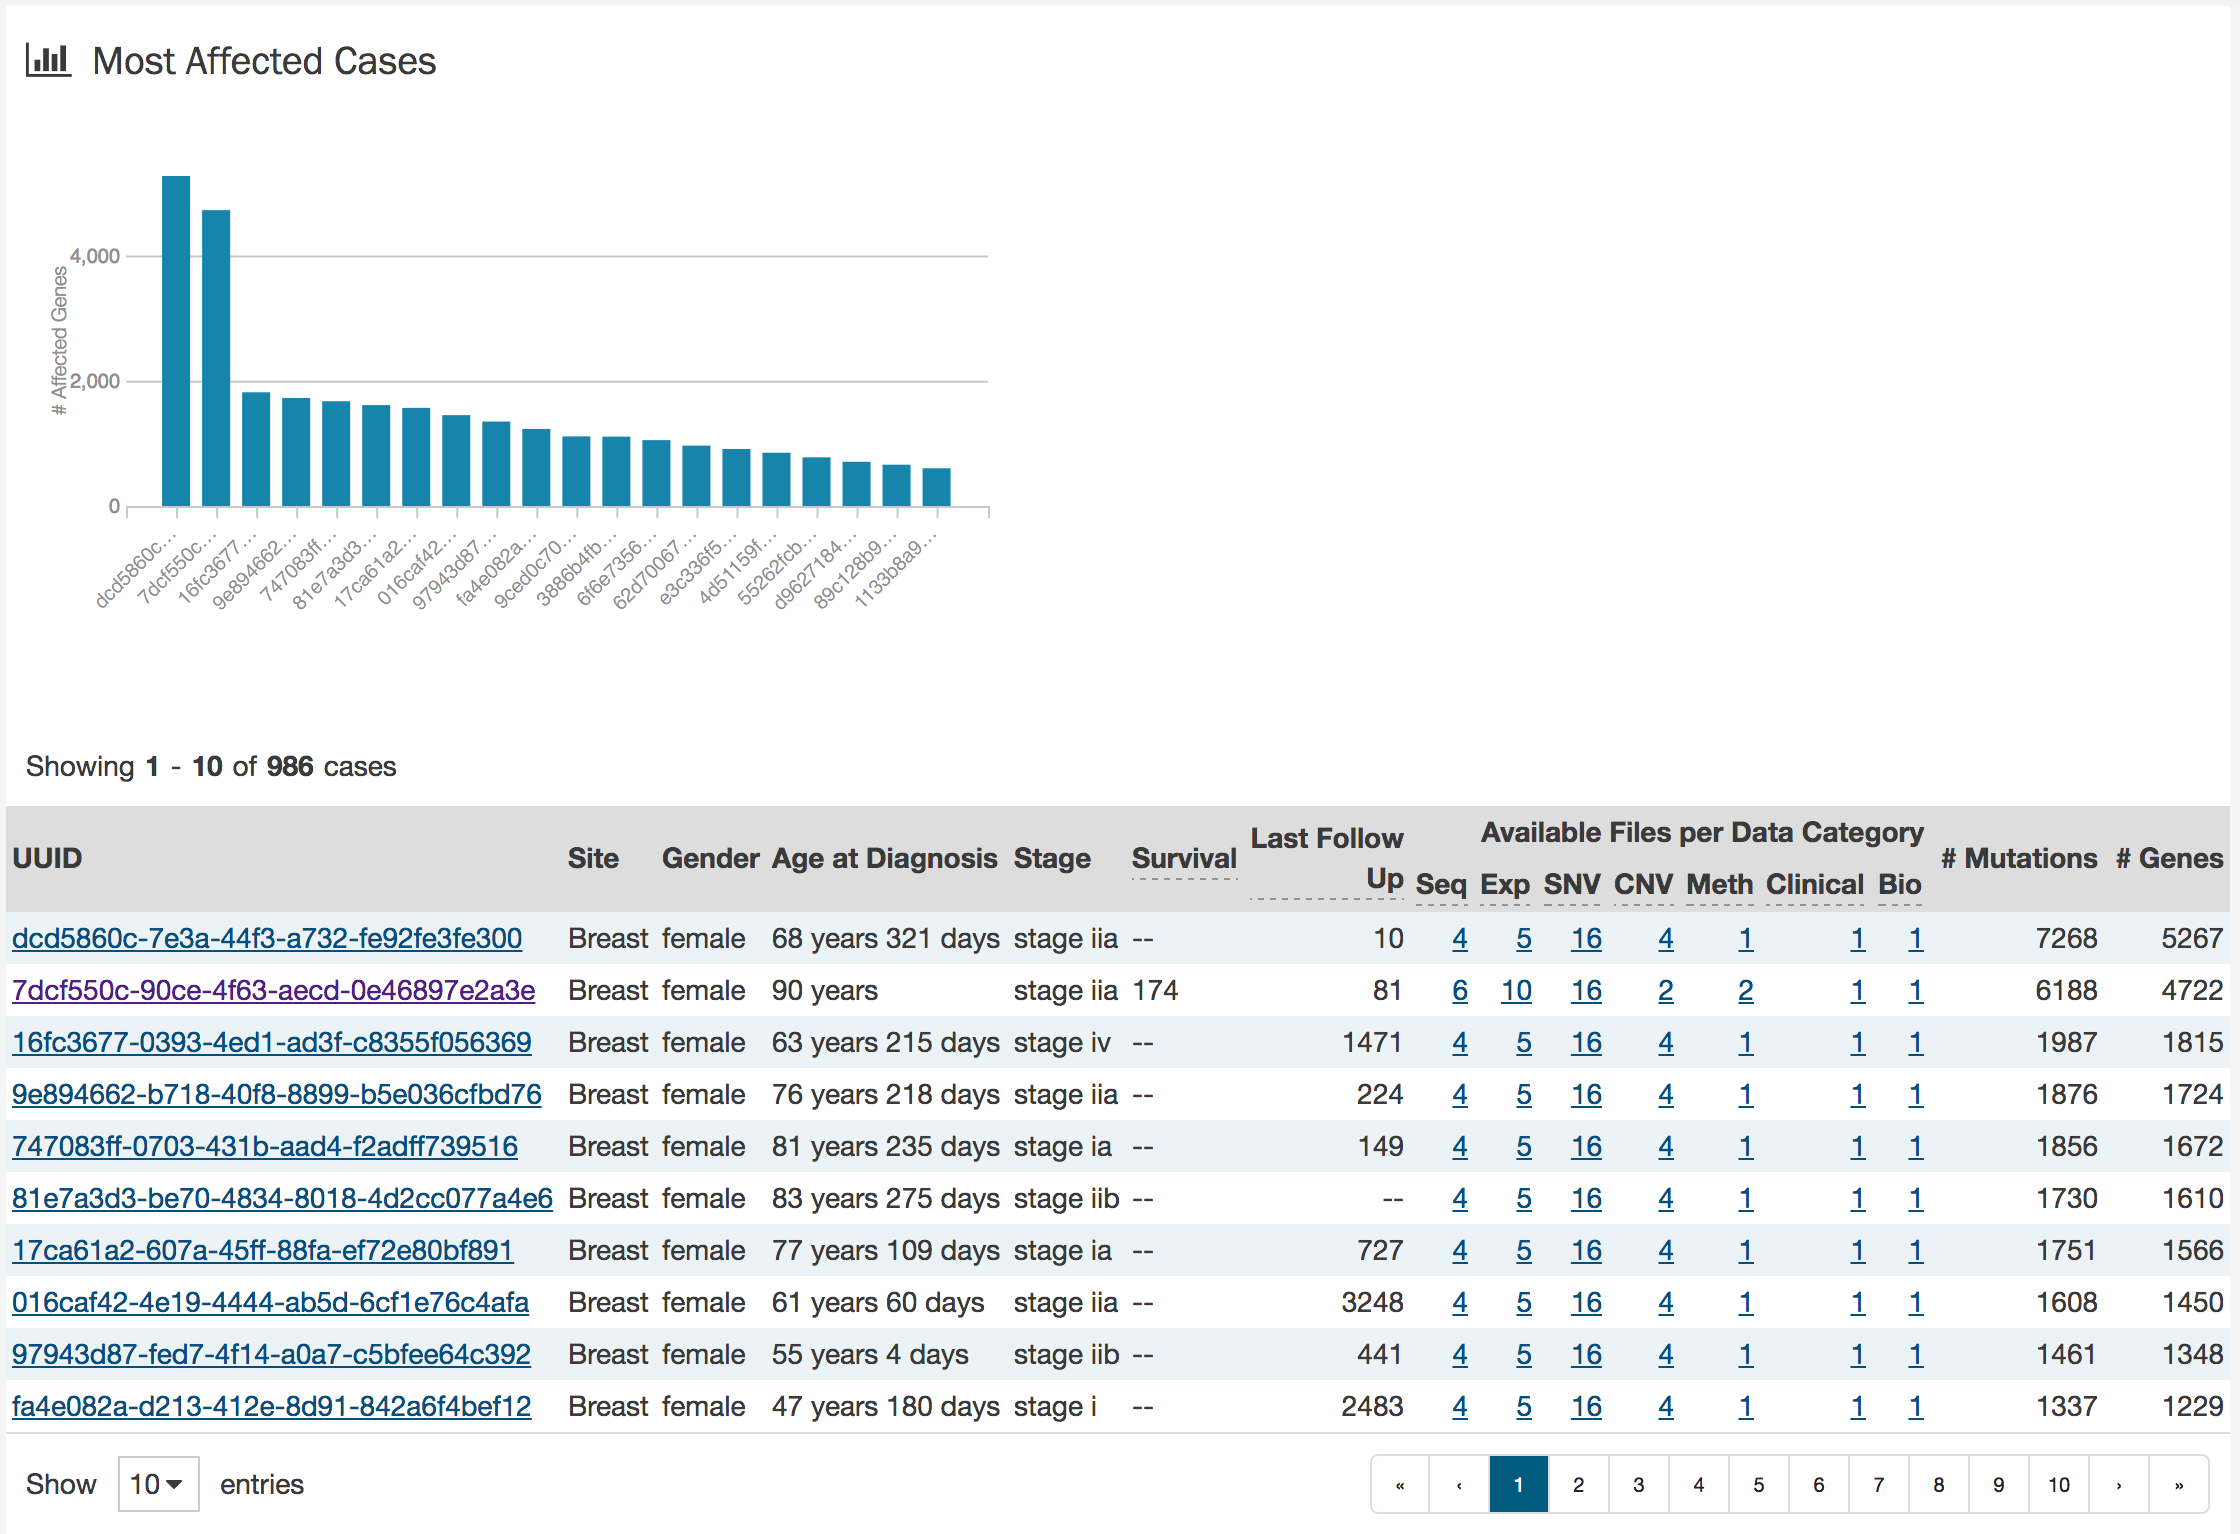 Most Affected Cases
# Affected Genes
4,000
2,000
0
dcd5860c...
7dcf550c...
16fc3677...
9e894662...
747083ff...
81e7a3d3...
17ca61a2...
016caf42...
97943d87...
fa4e082a...
9ced0c70...
3886b4fb...
6f6e7356...
62d70067...
e3c336f5...
4d51159f...
55262fcb...
d9627184...
89c128b9...
1133b8a9...
Showing 1 - 10 of 986 cases
UUID Site Gender Age at Diagnosis Stage Survival Last Follow Up Available Files per Data Category # Mutations # Genes
Seq Exp SNV CNV Meth Clinical Bio
dcd5860c-7e3a-44f3-a732-fe92fe3fe300 Breast female 68 years 321 days stage iia -- 10 4 5 16 4 1 1 1 7268 5267
7dcf550c-90ce-4f63-aecd-0e46897e2a3e Breast female 90 years stage iia 174 81 6 10 16 2 2 1 1 6188 4722
16fc3677-0393-4ed1-ad3f-c8355f056369 Breast female 63 years 215 days stage iv -- 1471 4 5 16 4 1 1 1 1987 1815
9e894662-b718-40f8-8899-b5e036cfbd76 Breast female 76 years 218 days stage iia -- 224 4 5 16 4 1 1 1 1876 1724
747083ff-0703-431b-aad4-f2adff739516 Breast female 81 years 235 days stage ia -- 149 4 5 16 4 1 1 1 1856 1672
81e7a3d3-be70-4834-8018-4d2cc077a4e6 Breast female 83 years 275 days stage iib -- -- 4 5 16 4 1 1 1 1730 1610
17ca61a2-607a-45ff-88fa-ef72e80bf891 Breast female 77 years 109 days stage ia -- 727 4 5 16 4 1 1 1 1751 1566
016caf42-4e19-4444-ab5d-6cf1e76c4afa Breast female 61 years 60 days stage iia -- 3248 4 5 16 4 1 1 1 1608 1450
97943d87-fed7-4f14-a0a7-c5bfee64c392 Breast female 55 years 4 days stage iib -- 441 4 5 16 4 1 1 1 1461 1348
fa4e082a-d213-412e-8d91-842a6f4bef12 Breast female 47 years 180 days stage i -- 2483 4 5 16 4 1 1 1 1337 1229
Show 10 entries
« ‹ 1 2 3 4 5 6 7 8 9 10 › »